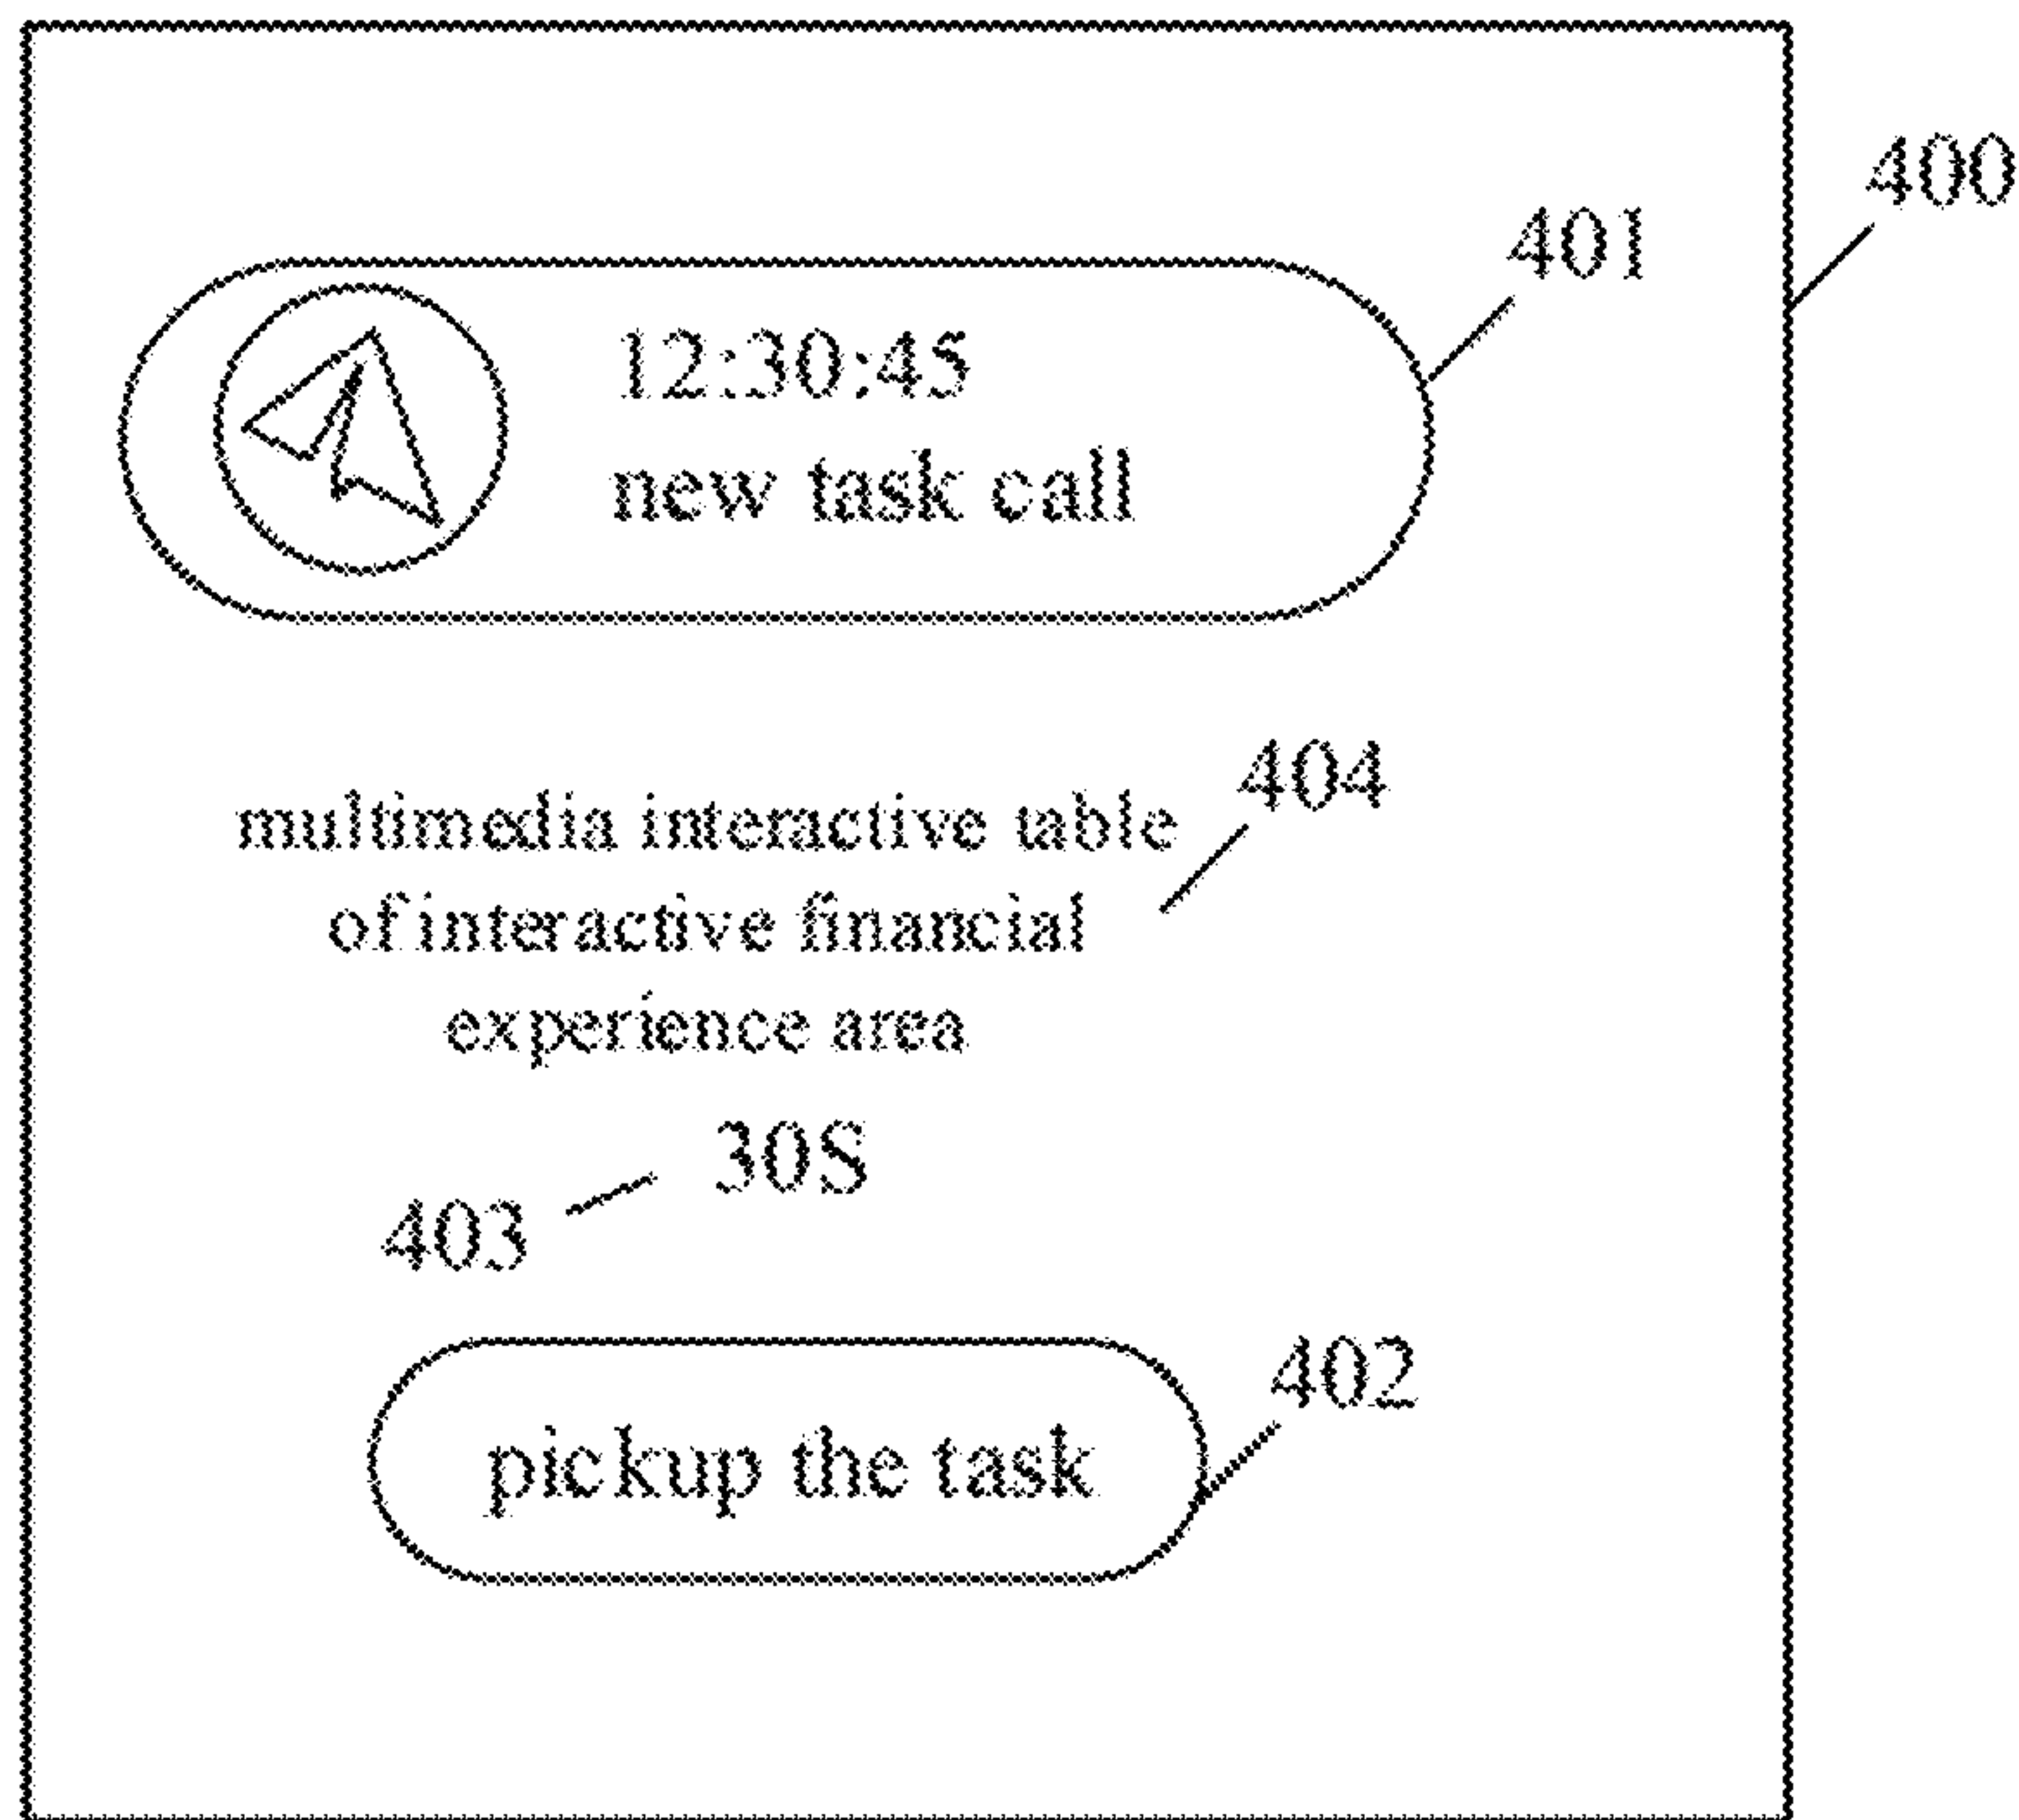 400
401
12:30:45
new task call
404
multimedia interactive table
of interactive financial
experience area
30S
403
402
pickup the task